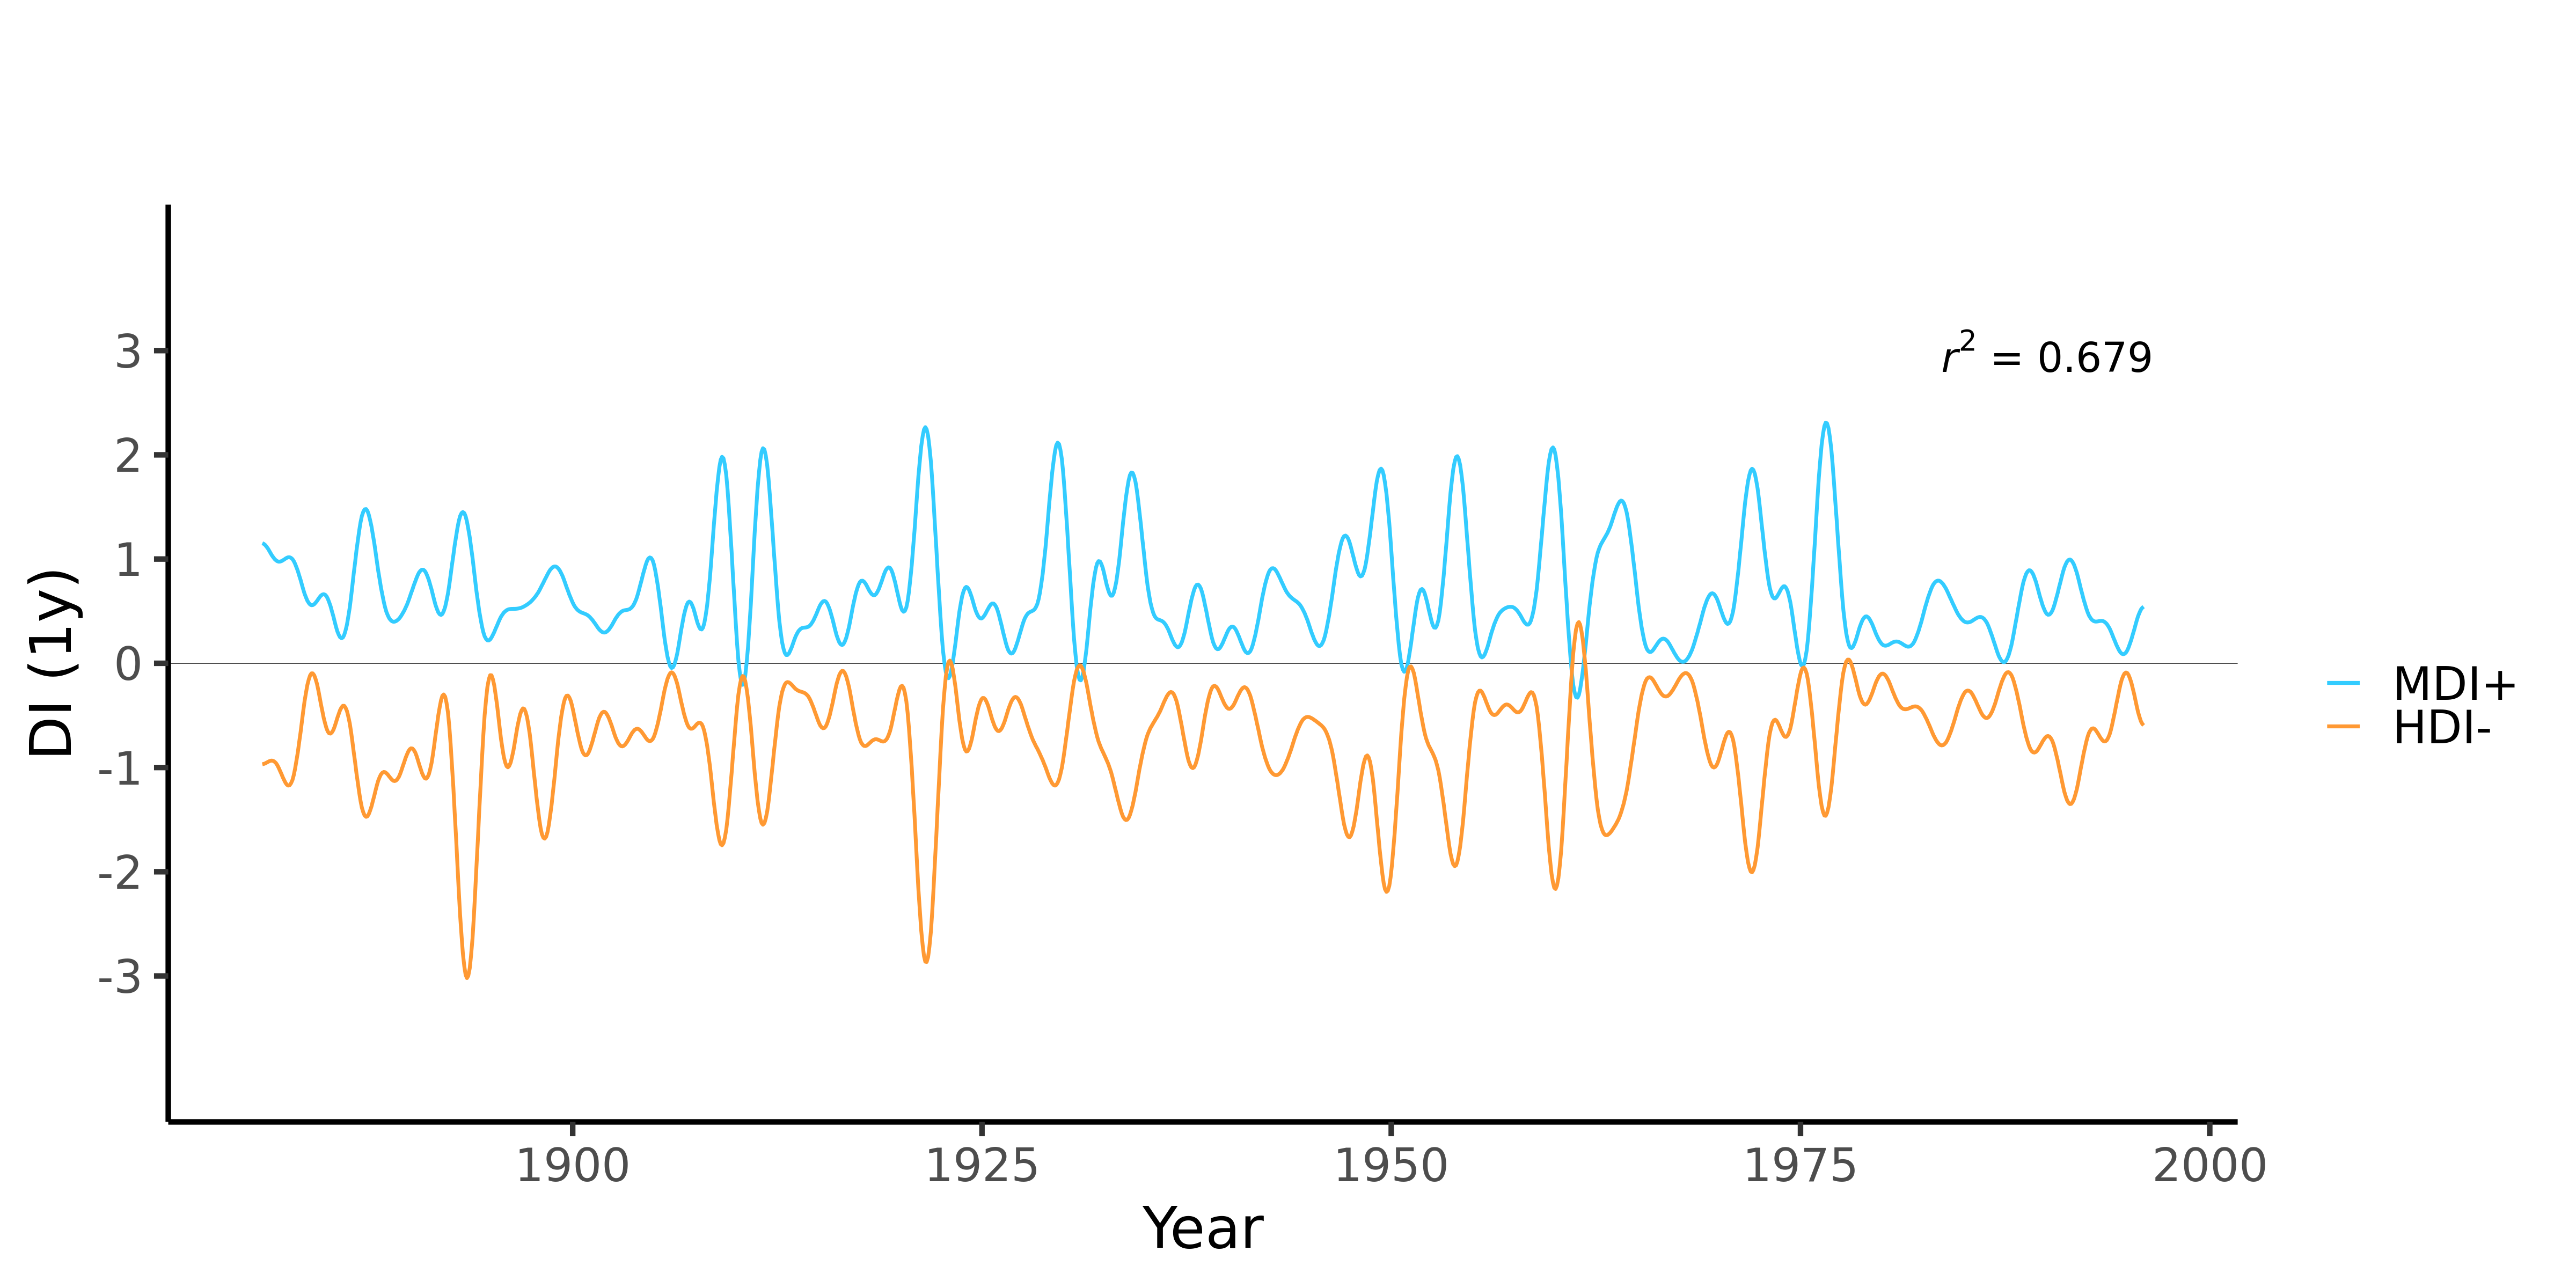 r² = 0.679
DI (1y)
3
2
1
0
-1
-2
-3
MDI+
HDI-
1900 1925 1950 1975 2000
Year